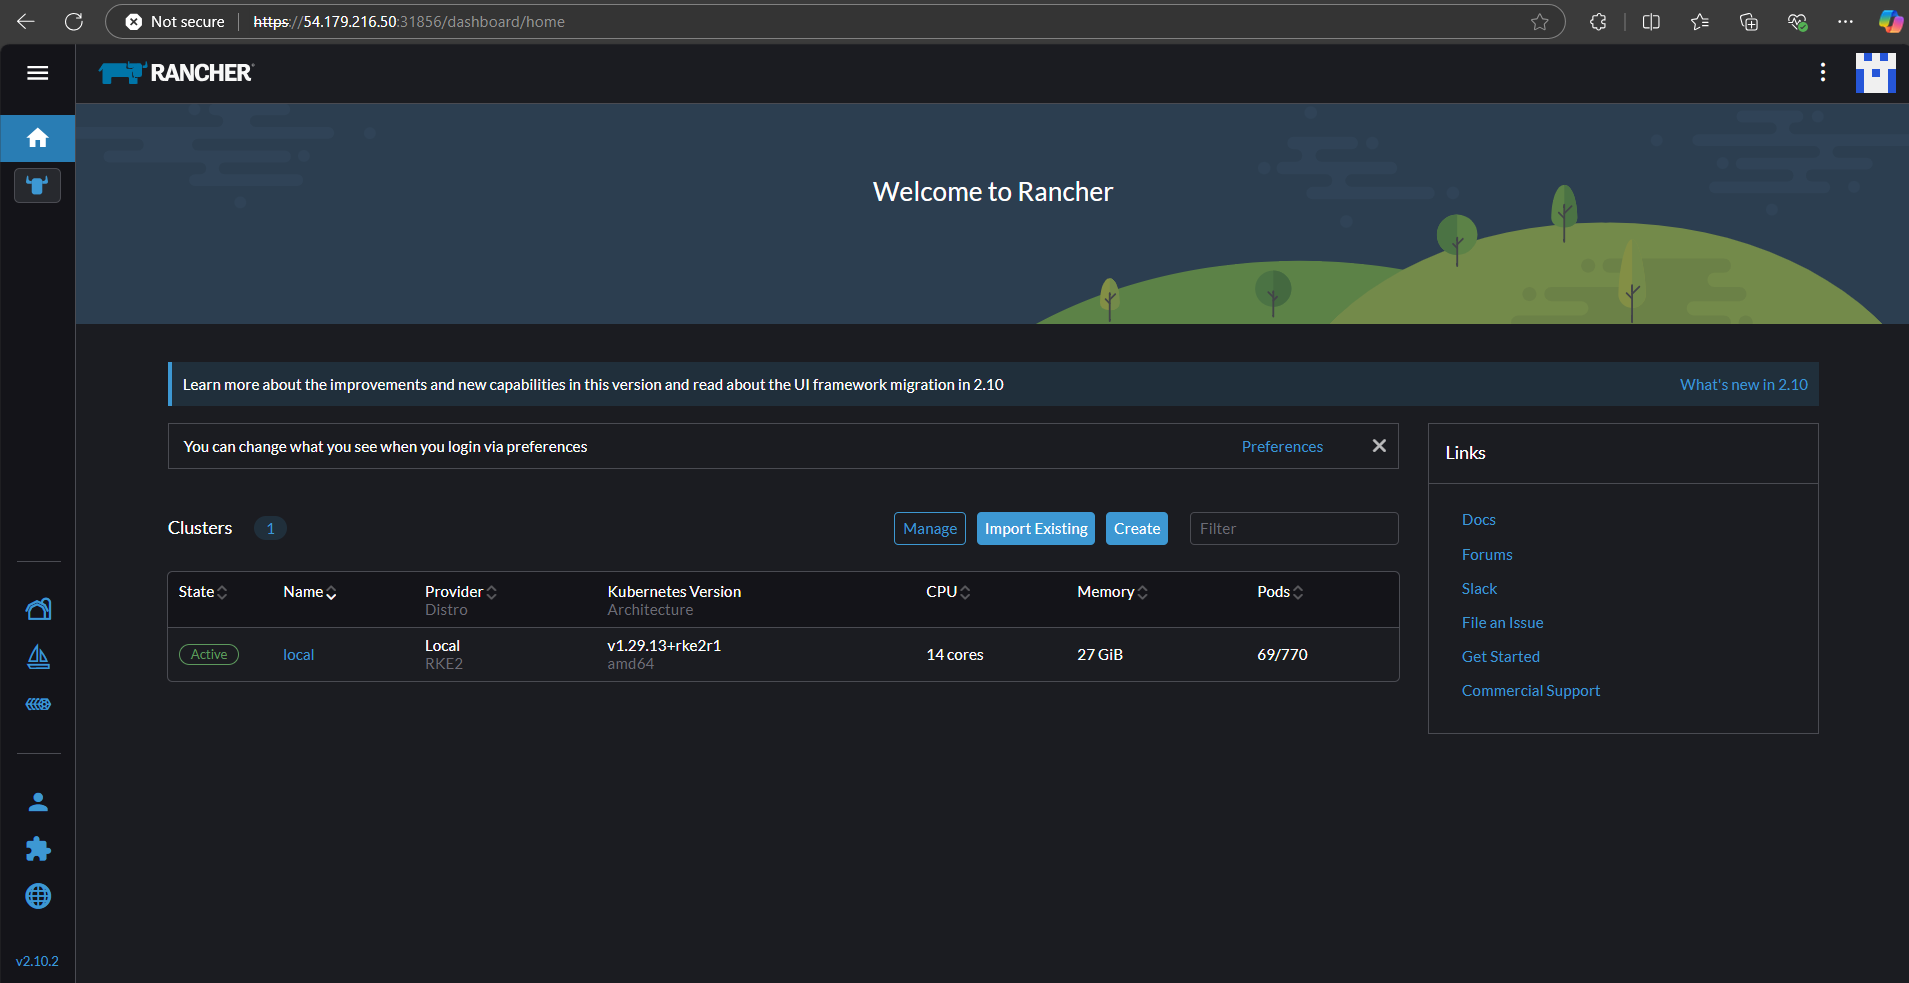 Not secure https://54.179.216.50:31856/dashboard/home
RANCHER
Welcome to Rancher
Learn more about the improvements and new capabilities in this version and read about the UI framework migration in 2.10 What's new in 2.10
You can change what you see when you login via preferences Preferences
Links
Docs
Forums
Slack
File an Issue
Get Started
Commercial Support
Clusters 1 Manage Import Existing Create Filter
State Name Provider Kubernetes Version CPU Memory Pods
Distro Architecture
Active local Local v1.29.13+rke2r1 14 cores 27 GiB 69/770
RKE2 amd64
v2.10.2